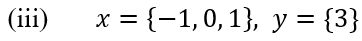 (iii) x = {−1, 0, 1}, y = {3}